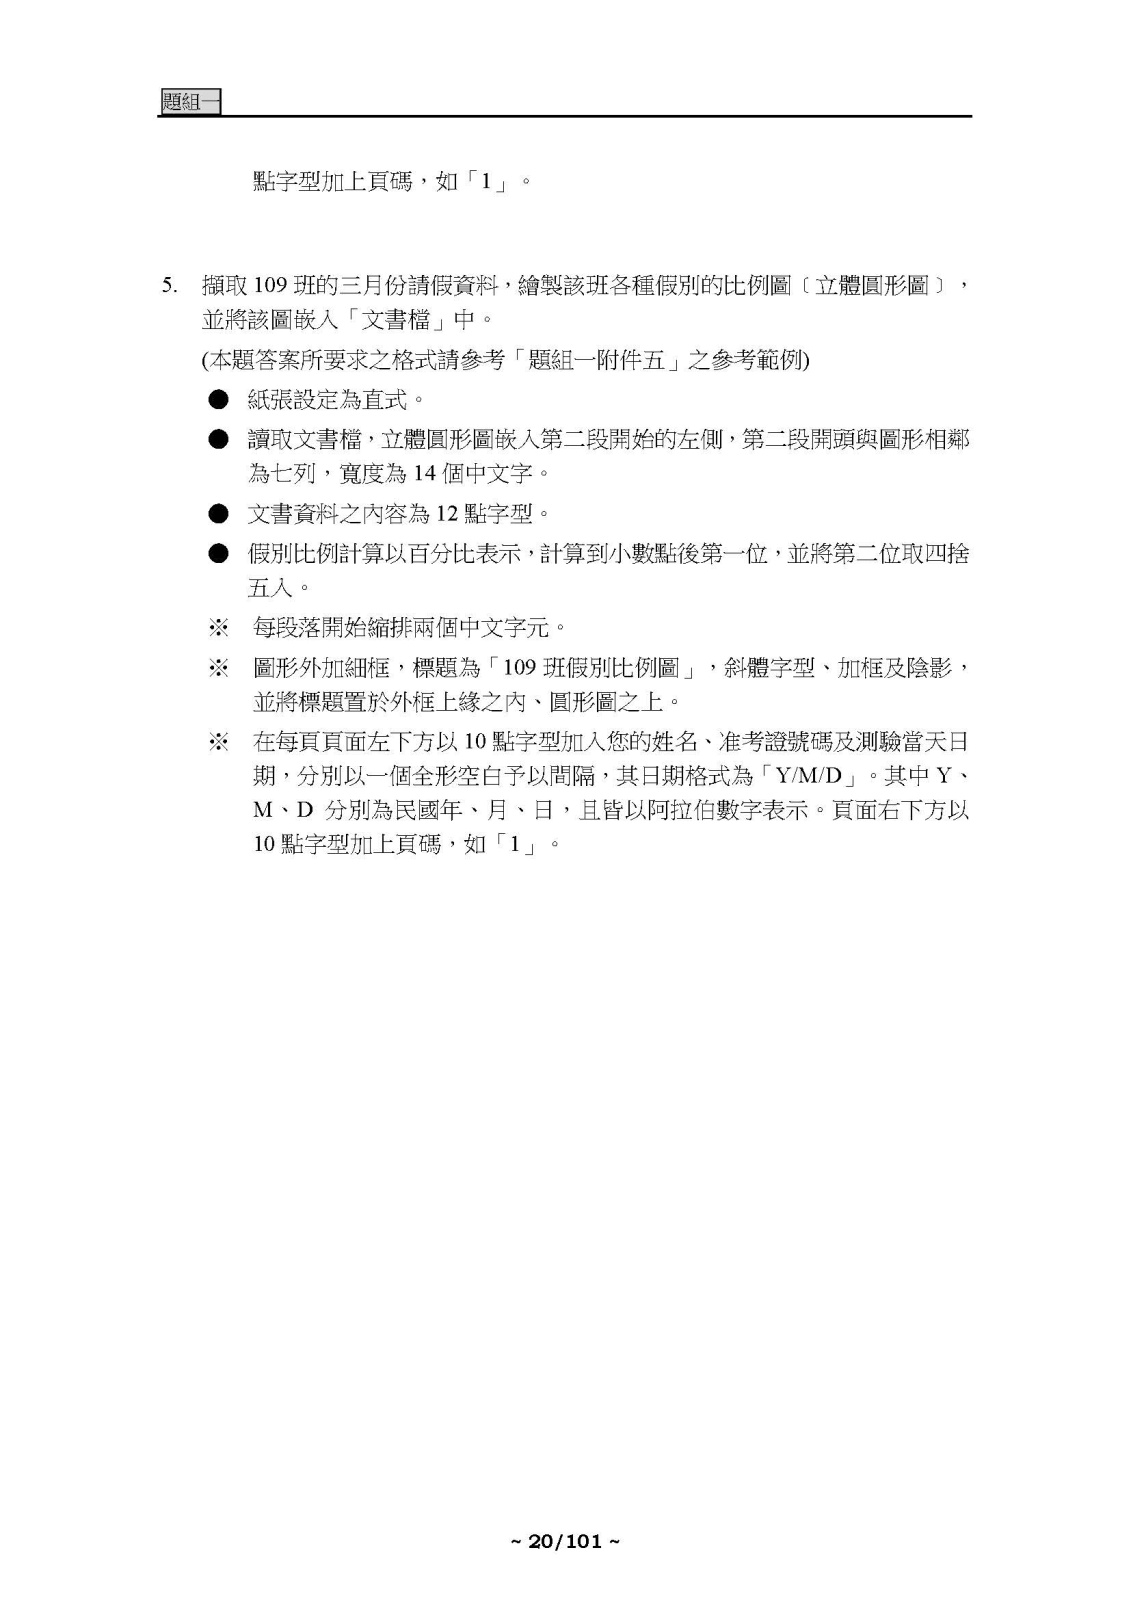 題組一
點字型加上頁碼，如「1」。
5. 擷取 109 班的三月份請假資料，繪製該班各種假別的比例圖﹝立體圓形圖﹞，
並將該圖嵌入「文書檔」中。
(本題答案所要求之格式請參考「題組一附件五」之參考範例)
● 紙張設定為直式。
● 讀取文書檔，立體圓形圖嵌入第二段開始的左側，第二段開頭與圖形相鄰
為七列，寬度為 14 個中文字。
● 文書資料之內容為 12 點字型。
● 假別比例計算以百分比表示，計算到小數點後第一位，並將第二位取四捨
五入。
※ 每段落開始縮排兩個中文字元。
※ 圖形外加細框，標題為「109 班假別比例圖」，斜體字型、加框及陰影，
並將標題置於外框上緣之內、圓形圖之上。
※ 在每頁頁面左下方以 10 點字型加入您的姓名、准考證號碼及測驗當天日
期，分別以一個全形空白予以間隔，其日期格式為「Y/M/D」。其中 Y、
M、D 分別為民國年、月、日，且皆以阿拉伯數字表示。頁面右下方以
10 點字型加上頁碼，如「1」。
~ 20/101 ~